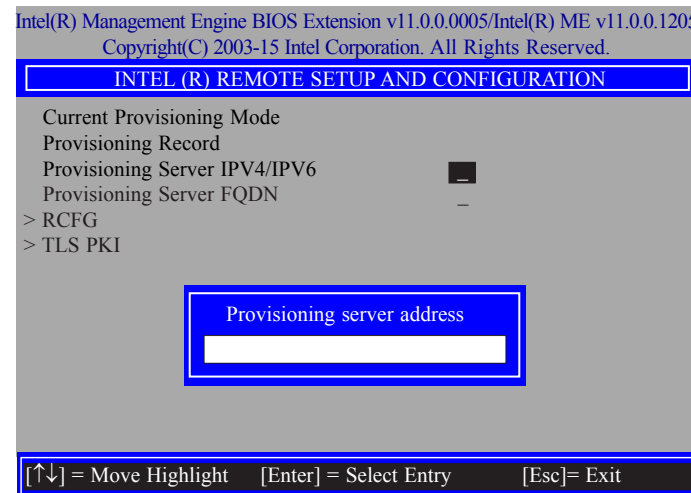 Intel(R) Management Engine BIOS Extension v11.0.0.0005/Intel(R) ME v11.0.0.1205
Copyright(C) 2003-15 Intel Corporation. All Rights Reserved.
INTEL (R) REMOTE SETUP AND CONFIGURATION
Current Provisioning Mode
Provisioning Record
Provisioning Server IPV4/IPV6 _
Provisioning Server FQDN _
> RCFG
> TLS PKI
Provisioning server address
[↑↓] = Move Highlight [Enter] = Select Entry [Esc]= Exit